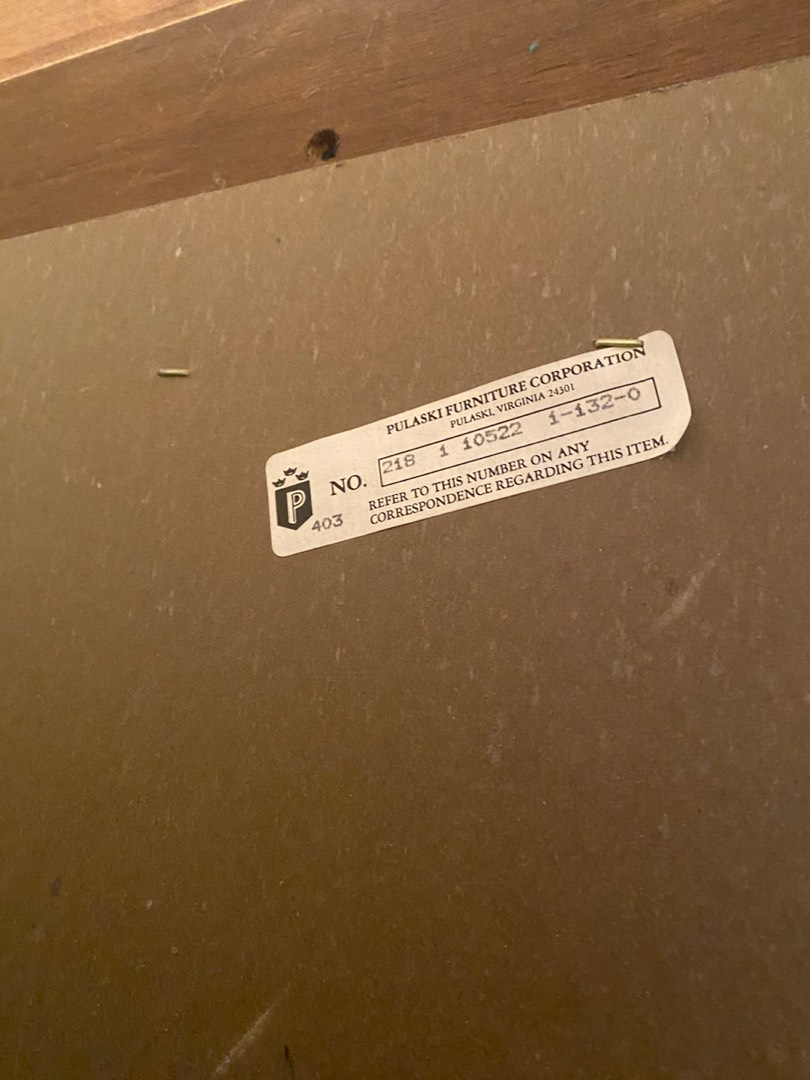 PULASKI FURNITURE CORPORATION
PULASKI, VIRGINIA 24301
NO. 218 1 10522 1-132-0
REFER TO THIS NUMBER ON ANY
CORRESPONDENCE REGARDING THIS ITEM.
P
403